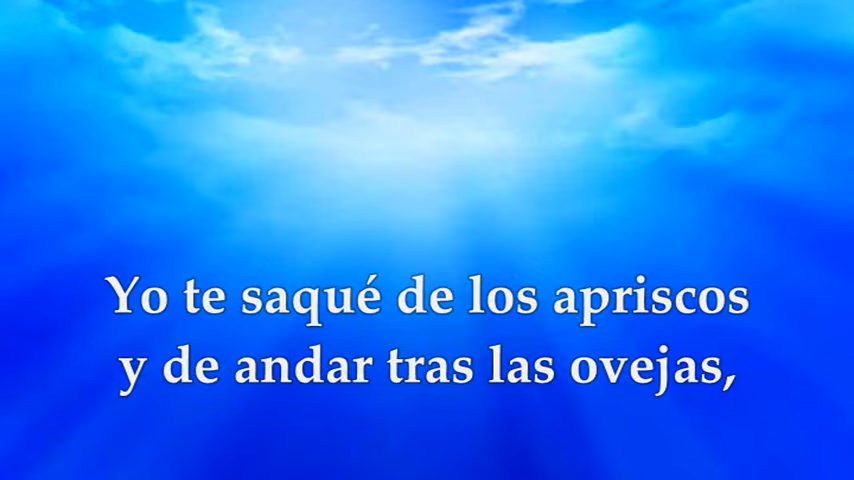 Yo te saqué de los apriscos
y de andar tras las ovejas,